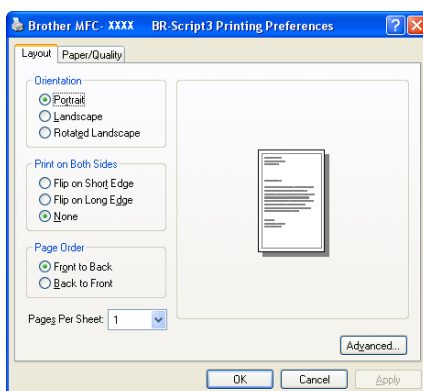 Brother MFC- XXXX BR-Script3 Printing Preferences
Layout Paper/Quality
Orientation
Portrait
Landscape
Rotated Landscape
Print on Both Sides
Flip on Short Edge
Flip on Long Edge
None
Page Order
Front to Back
Back to Front
Pages Per Sheet: 1
Advanced...
OK Cancel Apply